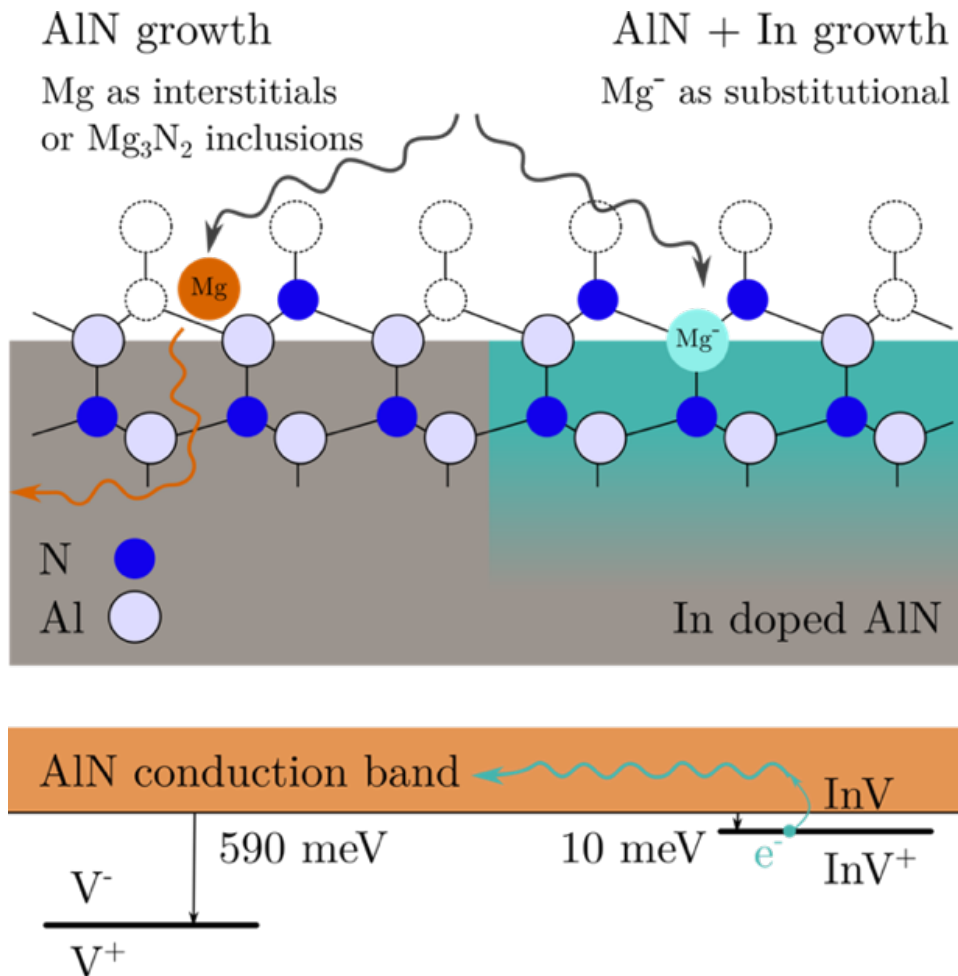 AlN growth
Mg as interstitials
or Mg₃N₂ inclusions
AlN + In growth
Mg⁻ as substitutional
Mg
Mg⁻
N
Al
In doped AlN
AlN conduction band
InV
590 meV
10 meV
e⁻
InV⁺
V⁻
V⁺